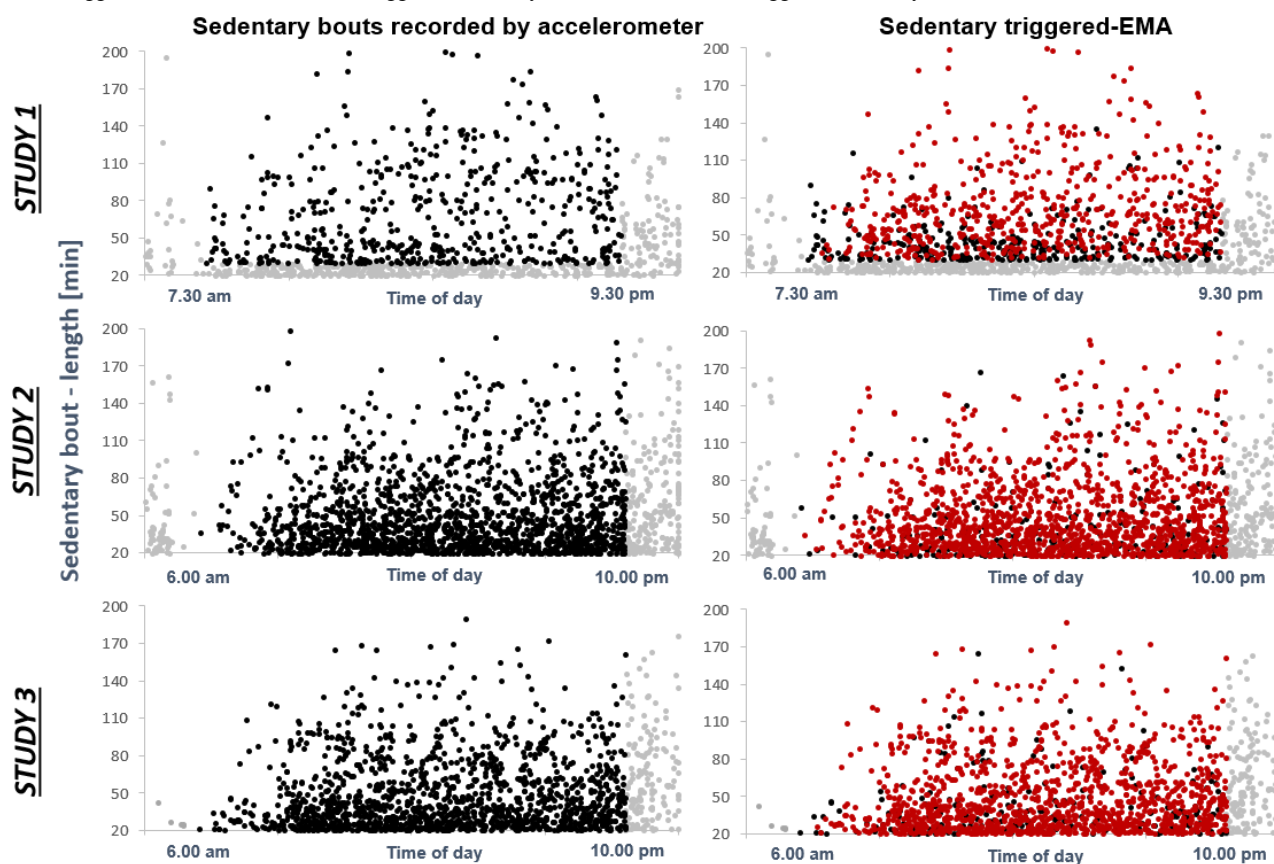 Sedentary bouts recorded by accelerometer
Sedentary triggered-EMA
STUDY 1
STUDY 2
STUDY 3
Sedentary bout - length [min]
200
170
140
110
80
50
20
7.30 am
Time of day
9.30 pm
200
170
140
110
80
50
20
7.30 am
Time of day
9.30 pm
200
170
140
110
80
50
20
6.00 am
Time of day
10.00 pm
200
170
140
110
80
50
20
6.00 am
Time of day
10.00 pm
200
170
140
110
80
50
20
6.00 am
Time of day
10.00 pm
200
170
140
110
80
50
20
6.00 am
Time of day
10.00 pm